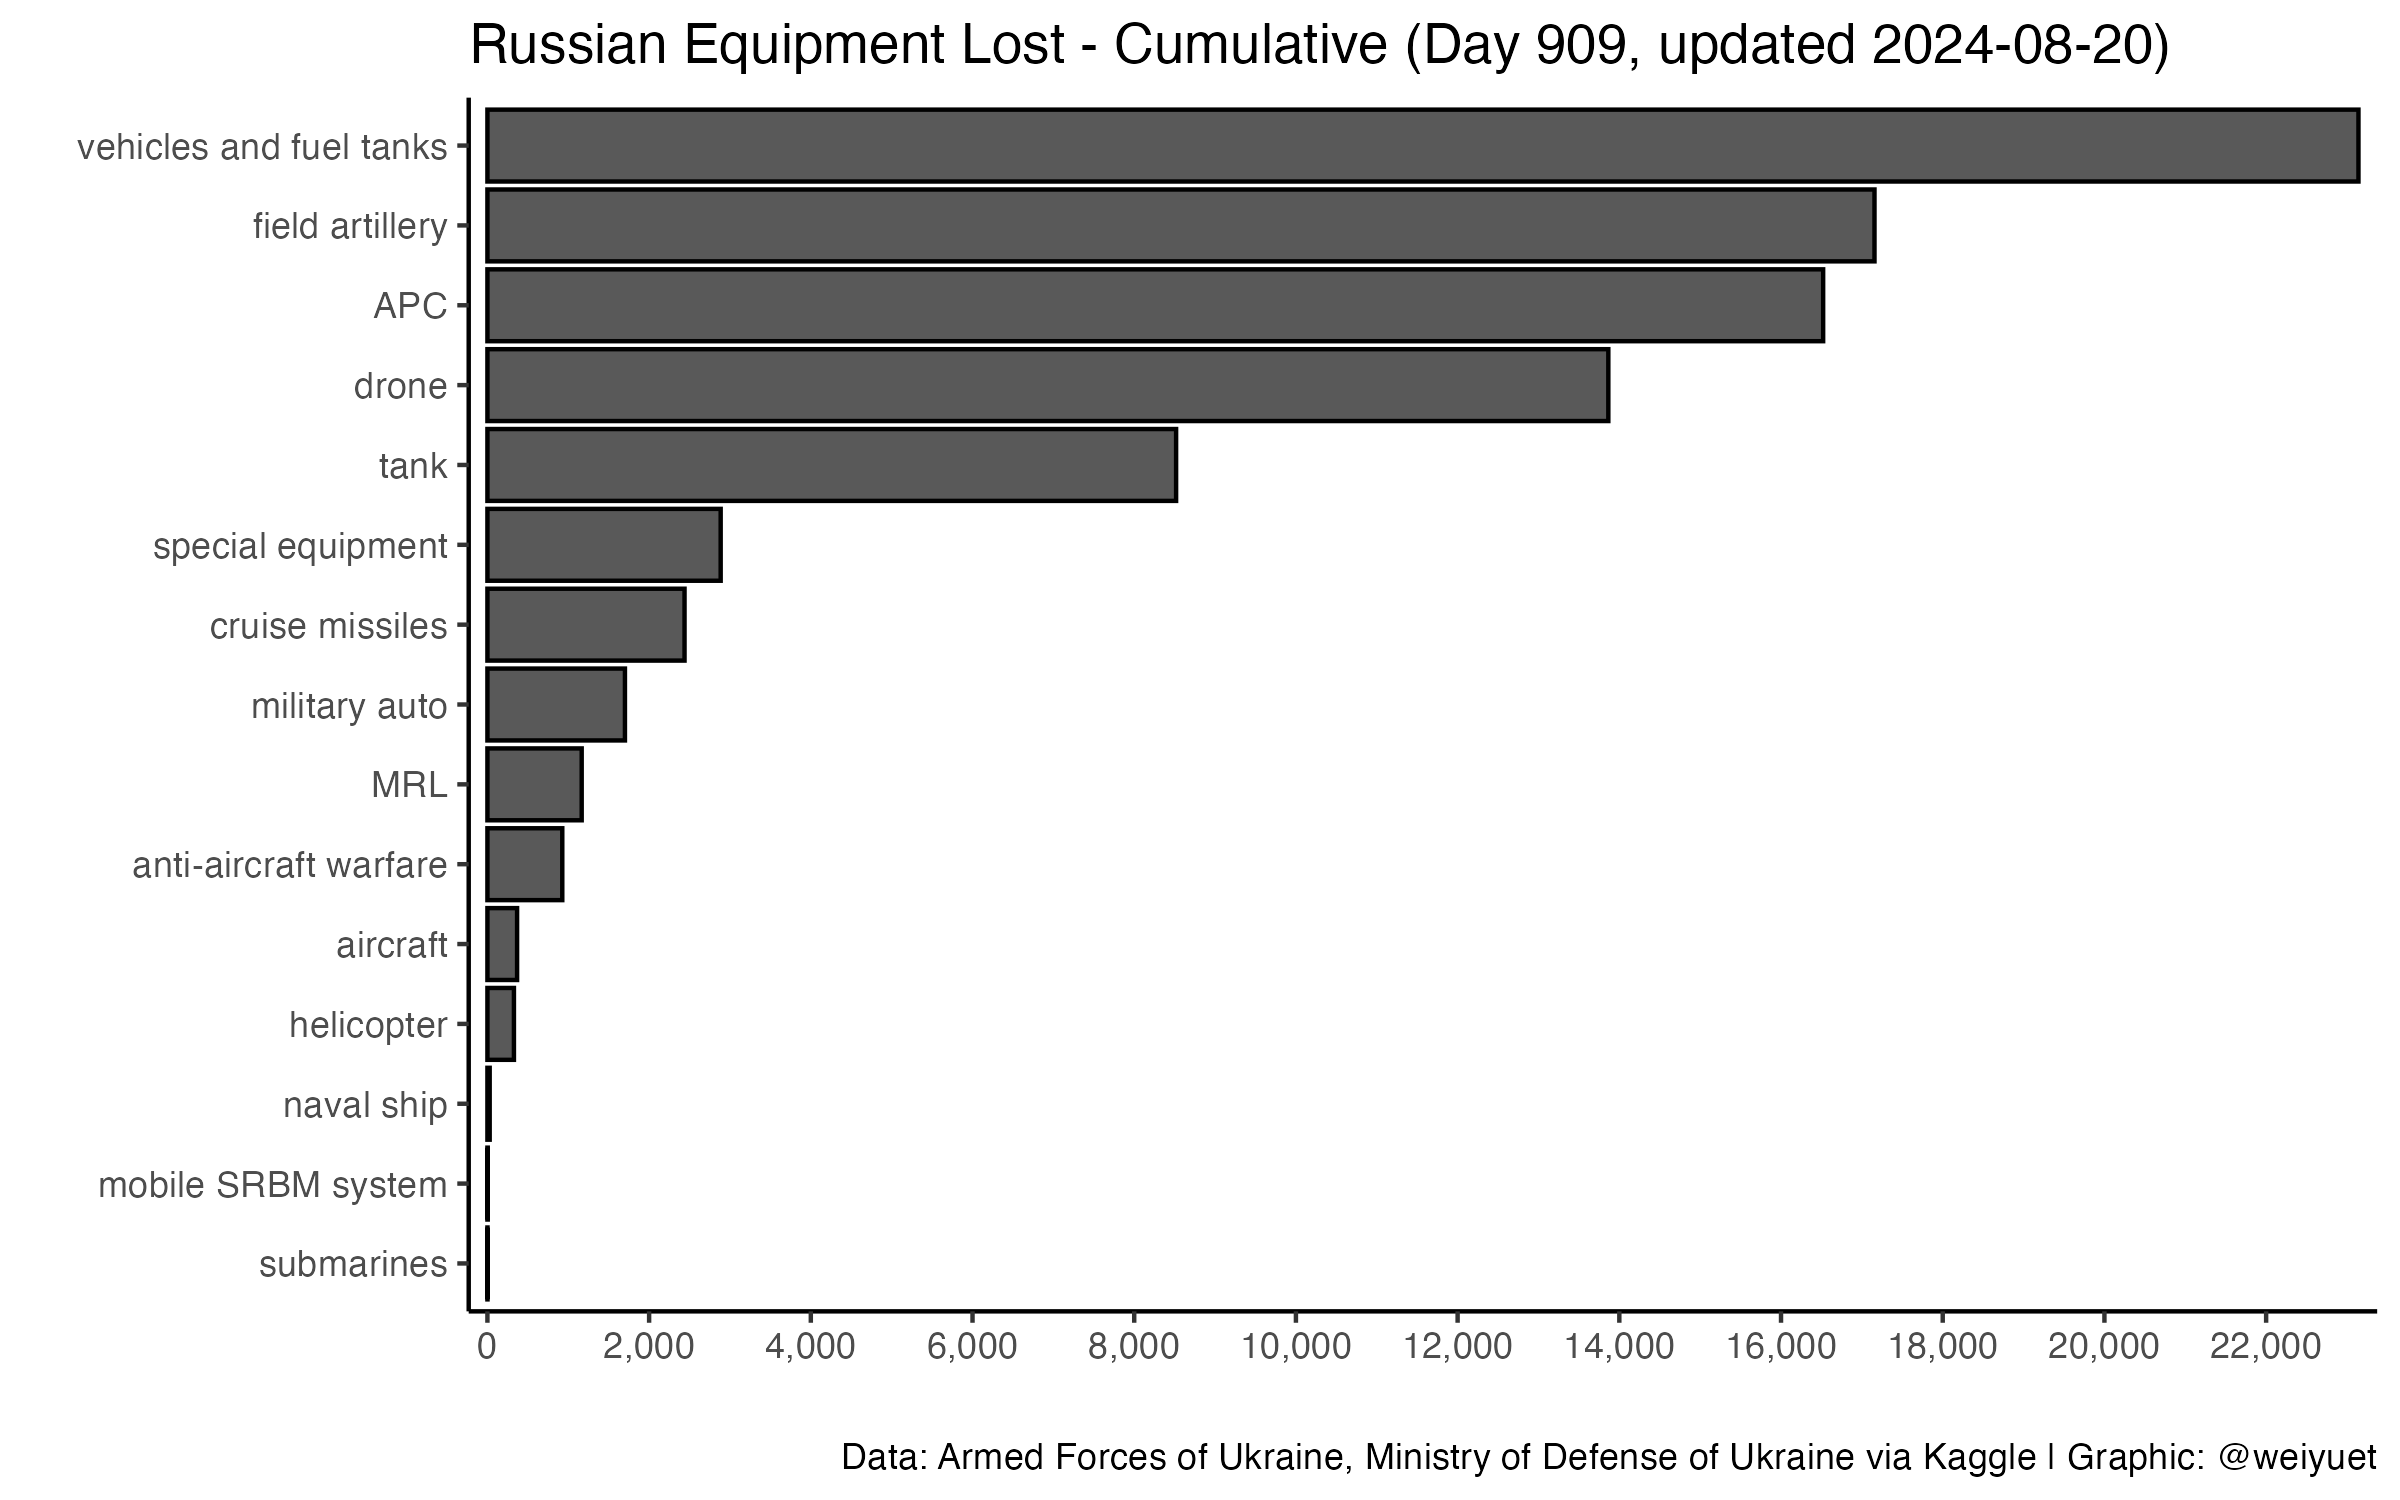 Russian Equipment Lost - Cumulative (Day 909, updated 2024-08-20)
vehicles and fuel tanks
field artillery
APC
drone
tank
special equipment
cruise missiles
military auto
MRL
anti-aircraft warfare
aircraft
helicopter
naval ship
mobile SRBM system
submarines
0 2,000 4,000 6,000 8,000 10,000 12,000 14,000 16,000 18,000 20,000 22,000
Data: Armed Forces of Ukraine, Ministry of Defense of Ukraine via Kaggle | Graphic: @weiyuet